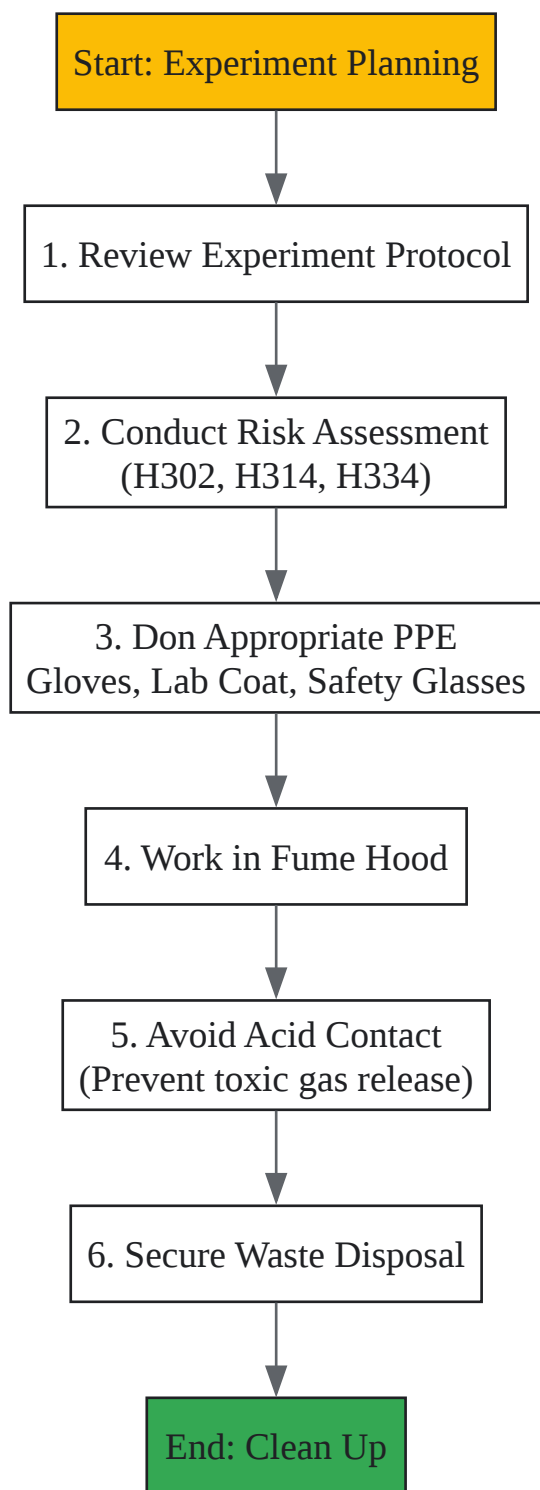 Start: Experiment Planning
1. Review Experiment Protocol
2. Conduct Risk Assessment
(H302, H314, H334)
3. Don Appropriate PPE
Gloves, Lab Coat, Safety Glasses
4. Work in Fume Hood
5. Avoid Acid Contact
(Prevent toxic gas release)
6. Secure Waste Disposal
End: Clean Up